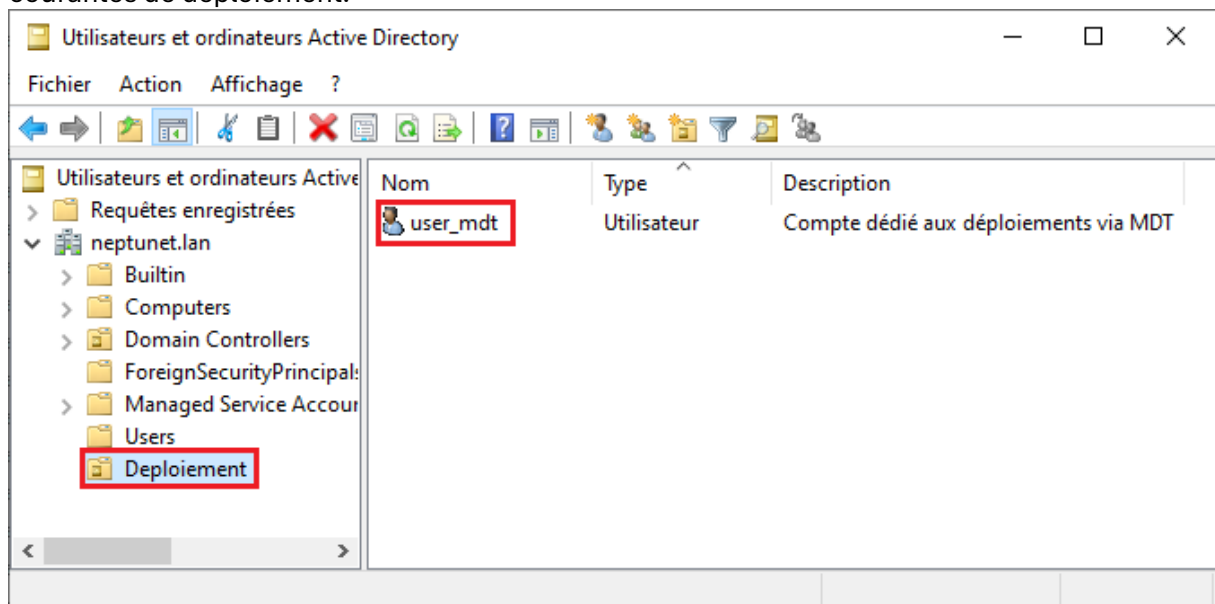 courantes de déploiement.
Utilisateurs et ordinateurs Active Directory
Fichier Action Affichage ?
Utilisateurs et ordinateurs Active
Requêtes enregistrées
neptunet.lan
Builtin
Computers
Domain Controllers
ForeignSecurityPrincipals
Managed Service Accour
Users
Deploiement
Nom Type Description
user_mdt Utilisateur Compte dédié aux déploiements via MDT